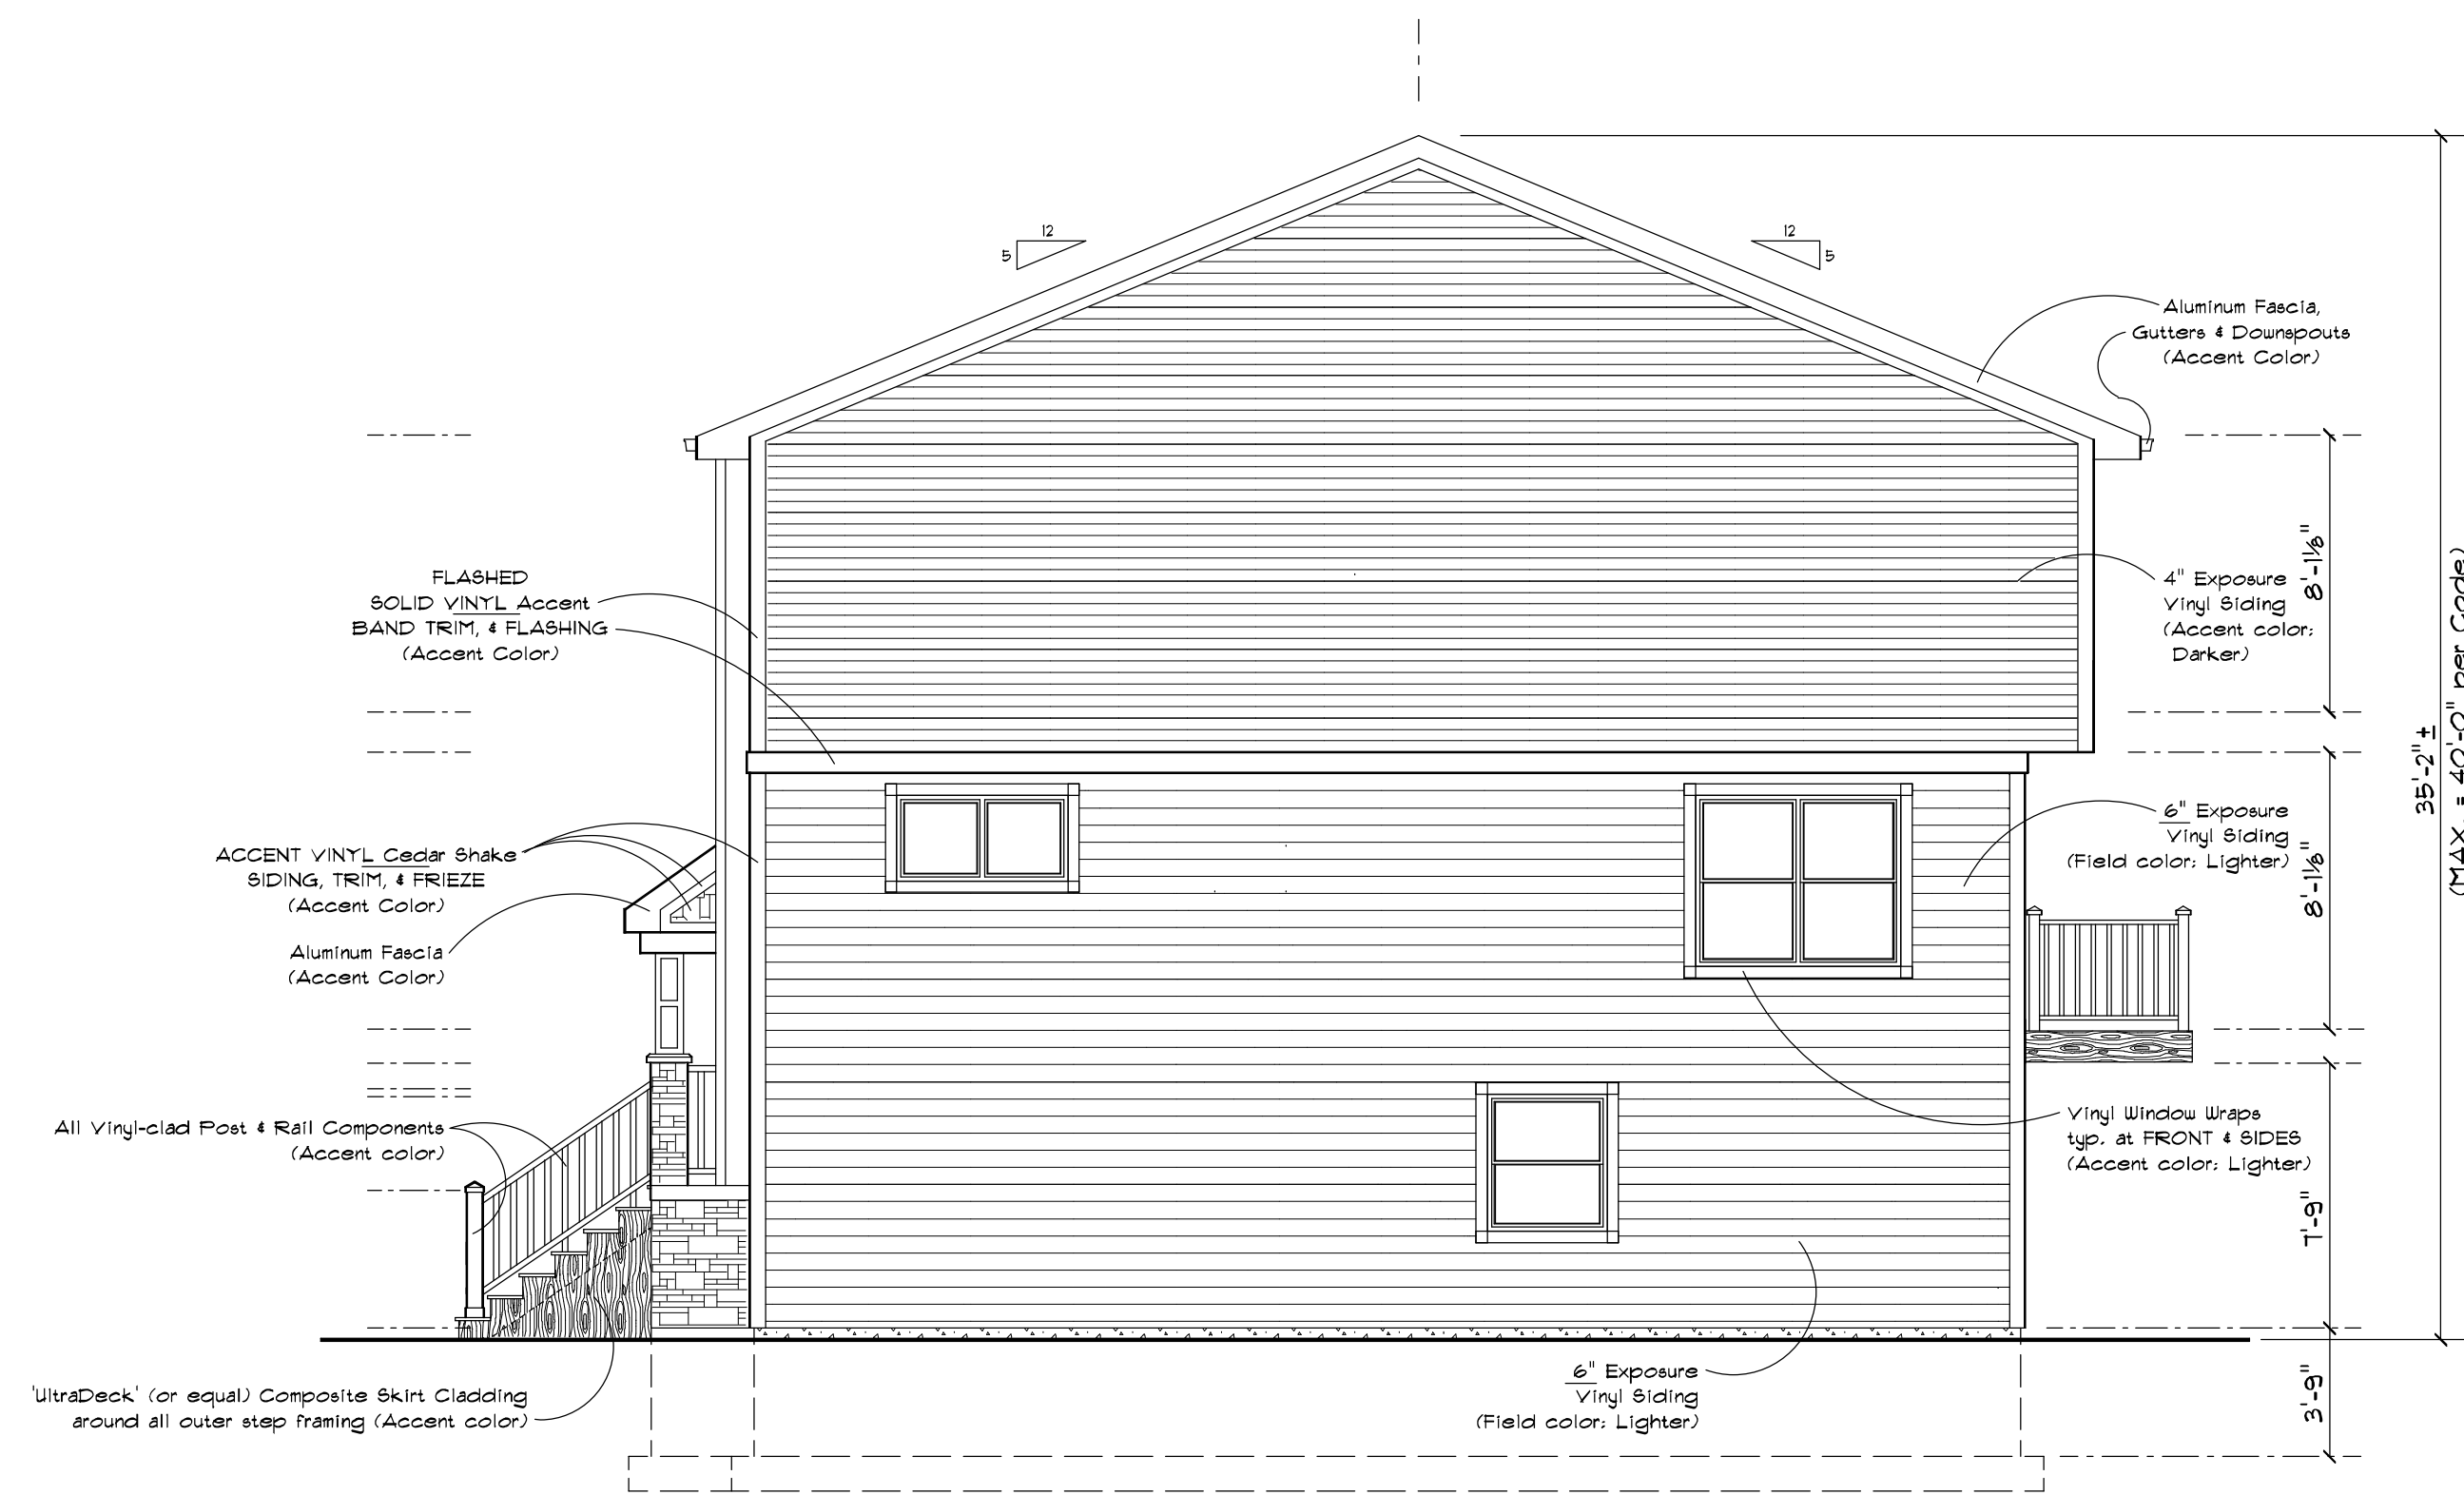 12
5
12
5
Aluminum Fascia,
Gutters & Downspouts
(Accent Color)
8'-1⅛"
FLASHED
SOLID VINYL Accent
BAND TRIM, & FLASHING
(Accent Color)
4" Exposure
Vinyl Siding
(Accent color:
Darker)
35'-2"±
(MAX. = 40'-0" per Code)
6" Exposure
Vinyl Siding
(Field color: Lighter)
8'-1⅛"
ACCENT VINYL Cedar Shake
SIDING, TRIM, & FRIEZE
(Accent Color)
Aluminum Fascia
(Accent Color)
All Vinyl-clad Post & Rail Components
(Accent color)
Vinyl Window Wraps
typ. at FRONT & SIDES
(Accent color: Lighter)
7'-9"
'UltraDeck' (or equal) Composite Skirt Cladding
around all outer step framing (Accent color)
6" Exposure
Vinyl Siding
(Field color: Lighter)
3'-9"